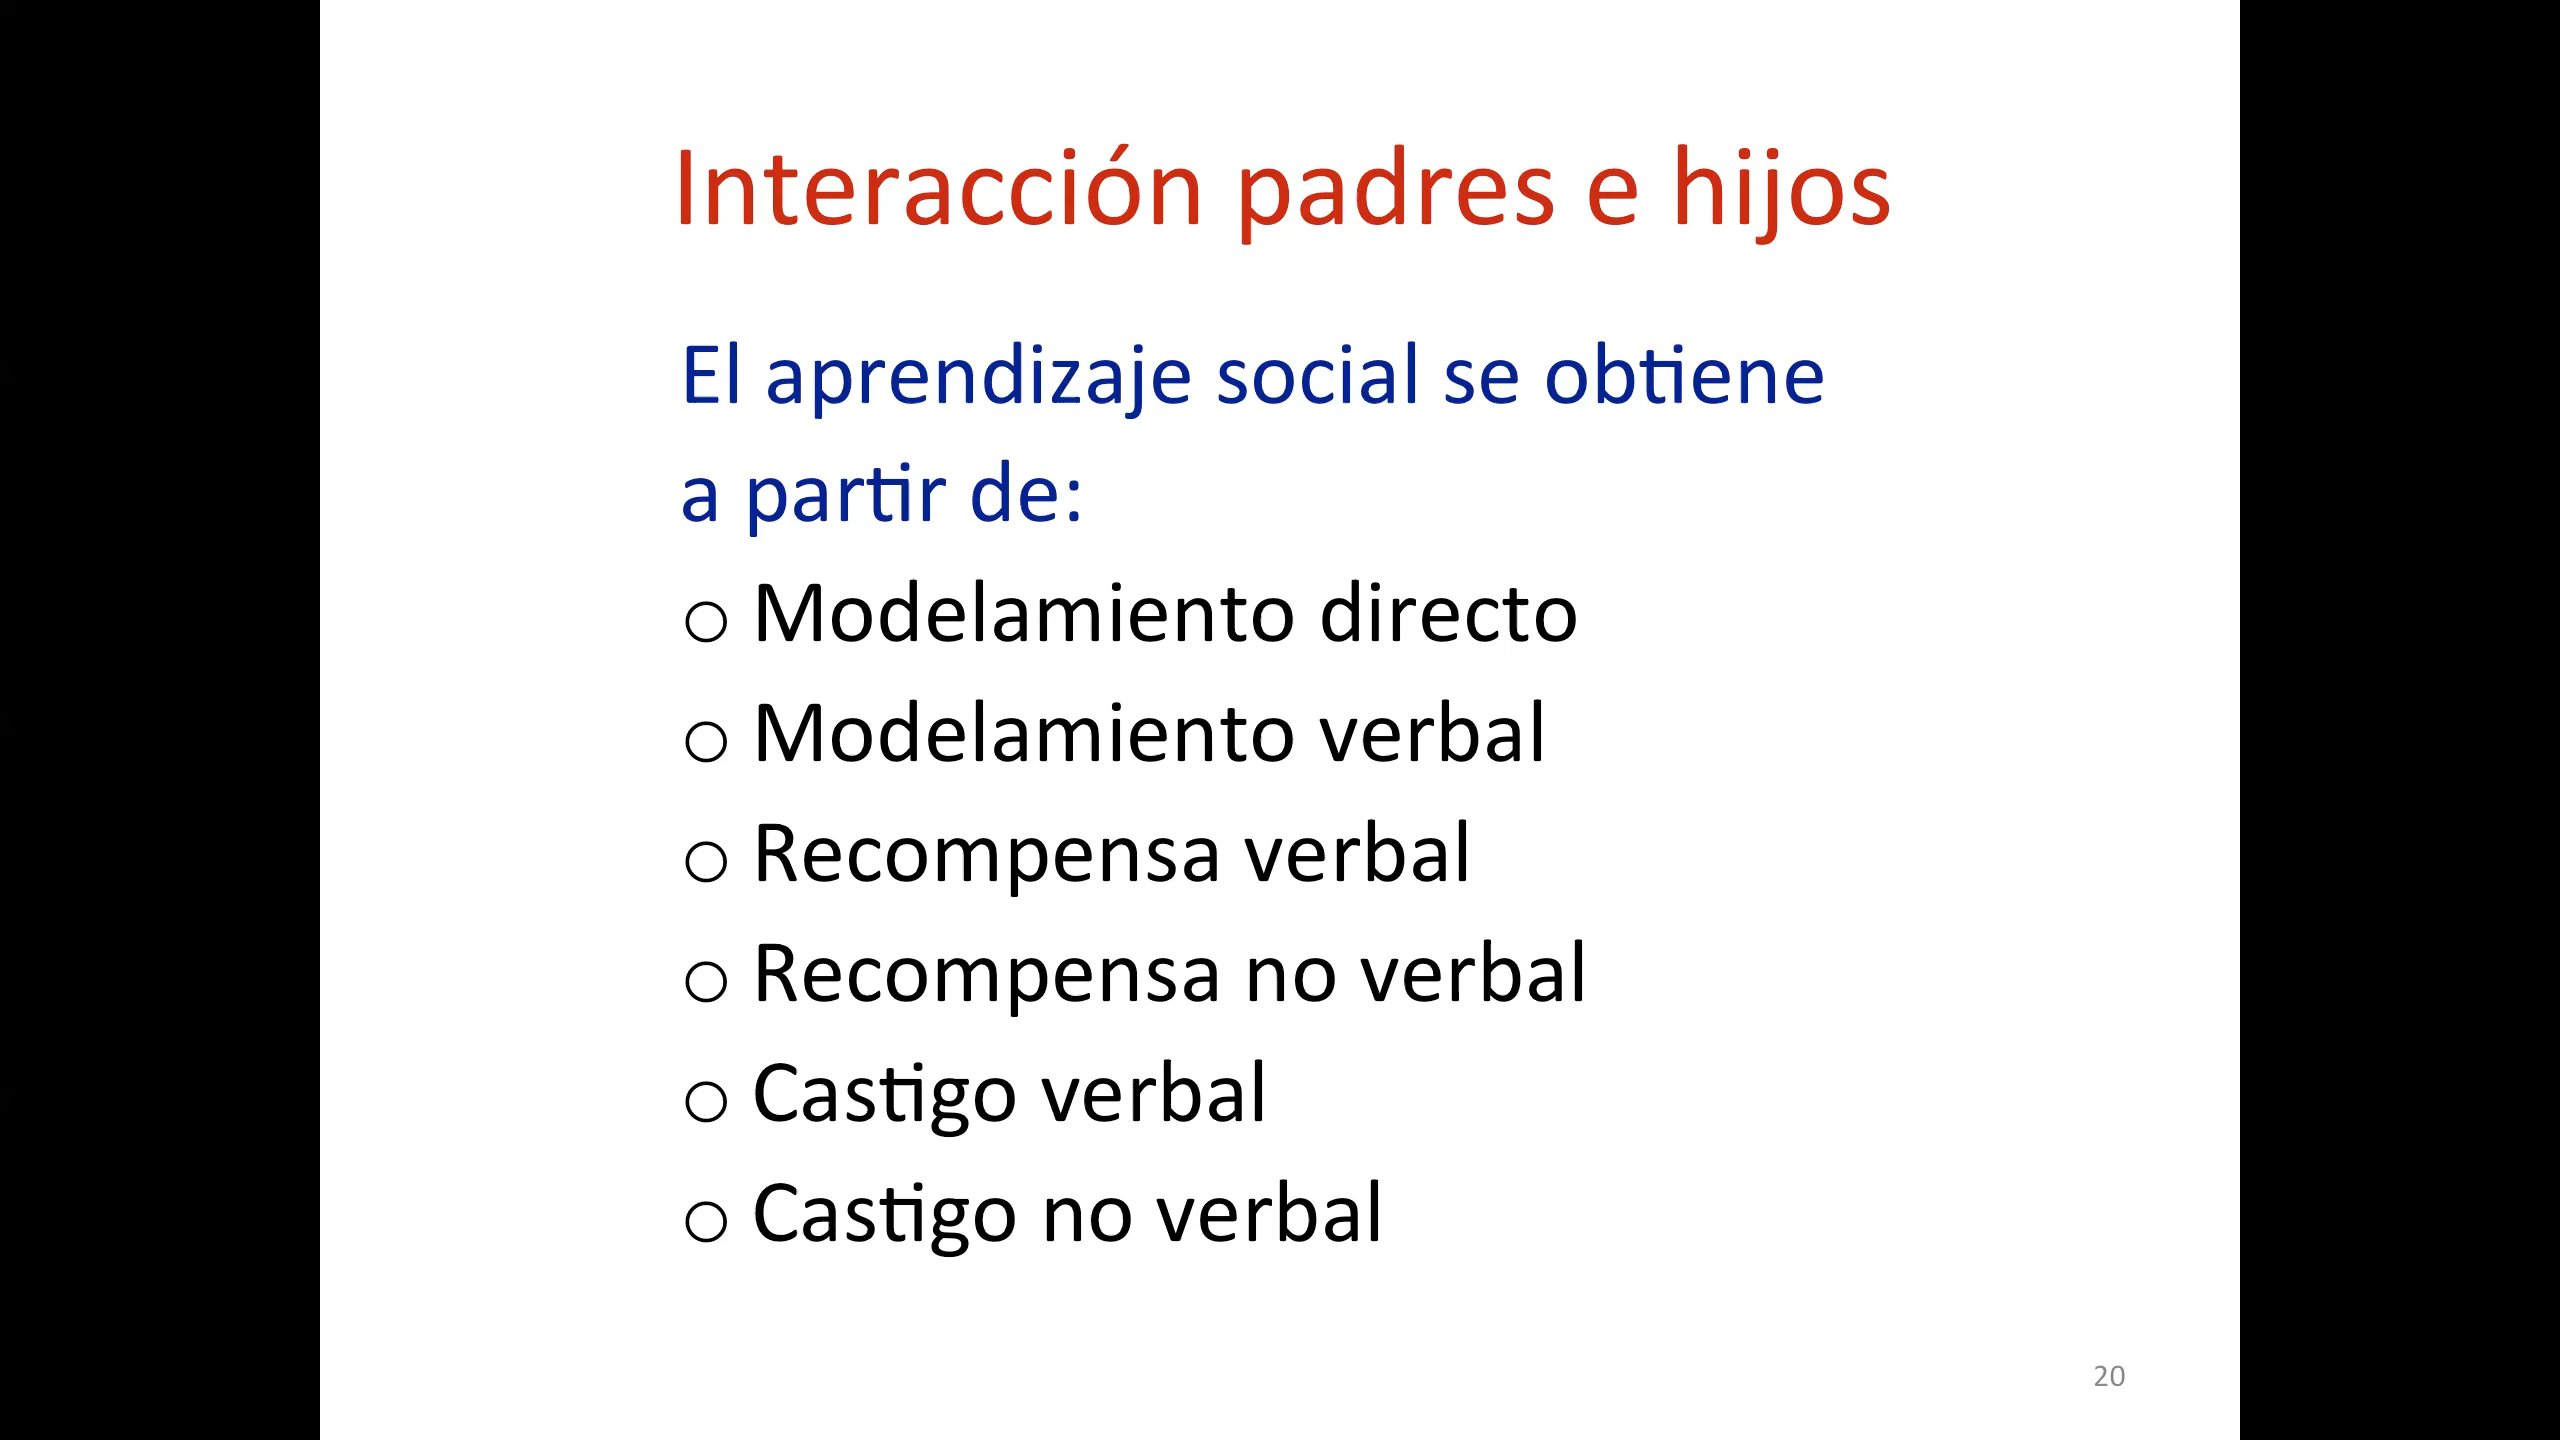 Interacción padres e hijos
El aprendizaje social se obtiene
a partir de:
o Modelamiento directo
o Modelamiento verbal
o Recompensa verbal
o Recompensa no verbal
o Castigo verbal
o Castigo no verbal
20